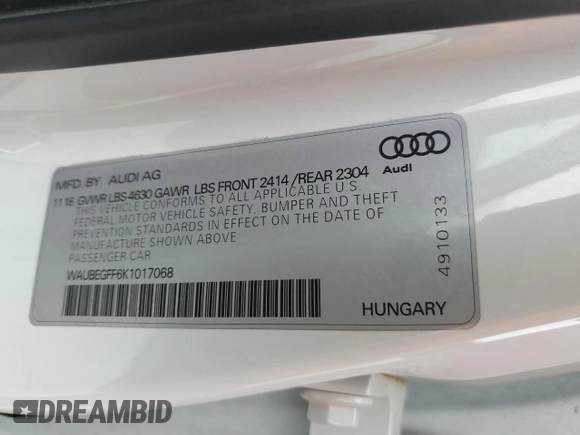 MFD. BY AUDI AG
1118 GVWR LBS 4630 GAWR LBS FRONT 2414 /REAR 2304
THIS VEHICLE CONFORMS TO ALL APPLICABLE U.S.
FEDERAL MOTOR VEHICLE SAFETY, BUMPER AND THEFT
PREVENTION STANDARDS IN EFFECT ON THE DATE OF
MANUFACTURE SHOWN ABOVE
PASSENGER CAR
WAUBEGFF6K1017068
Audi
4910133
HUNGARY
DREAMBID